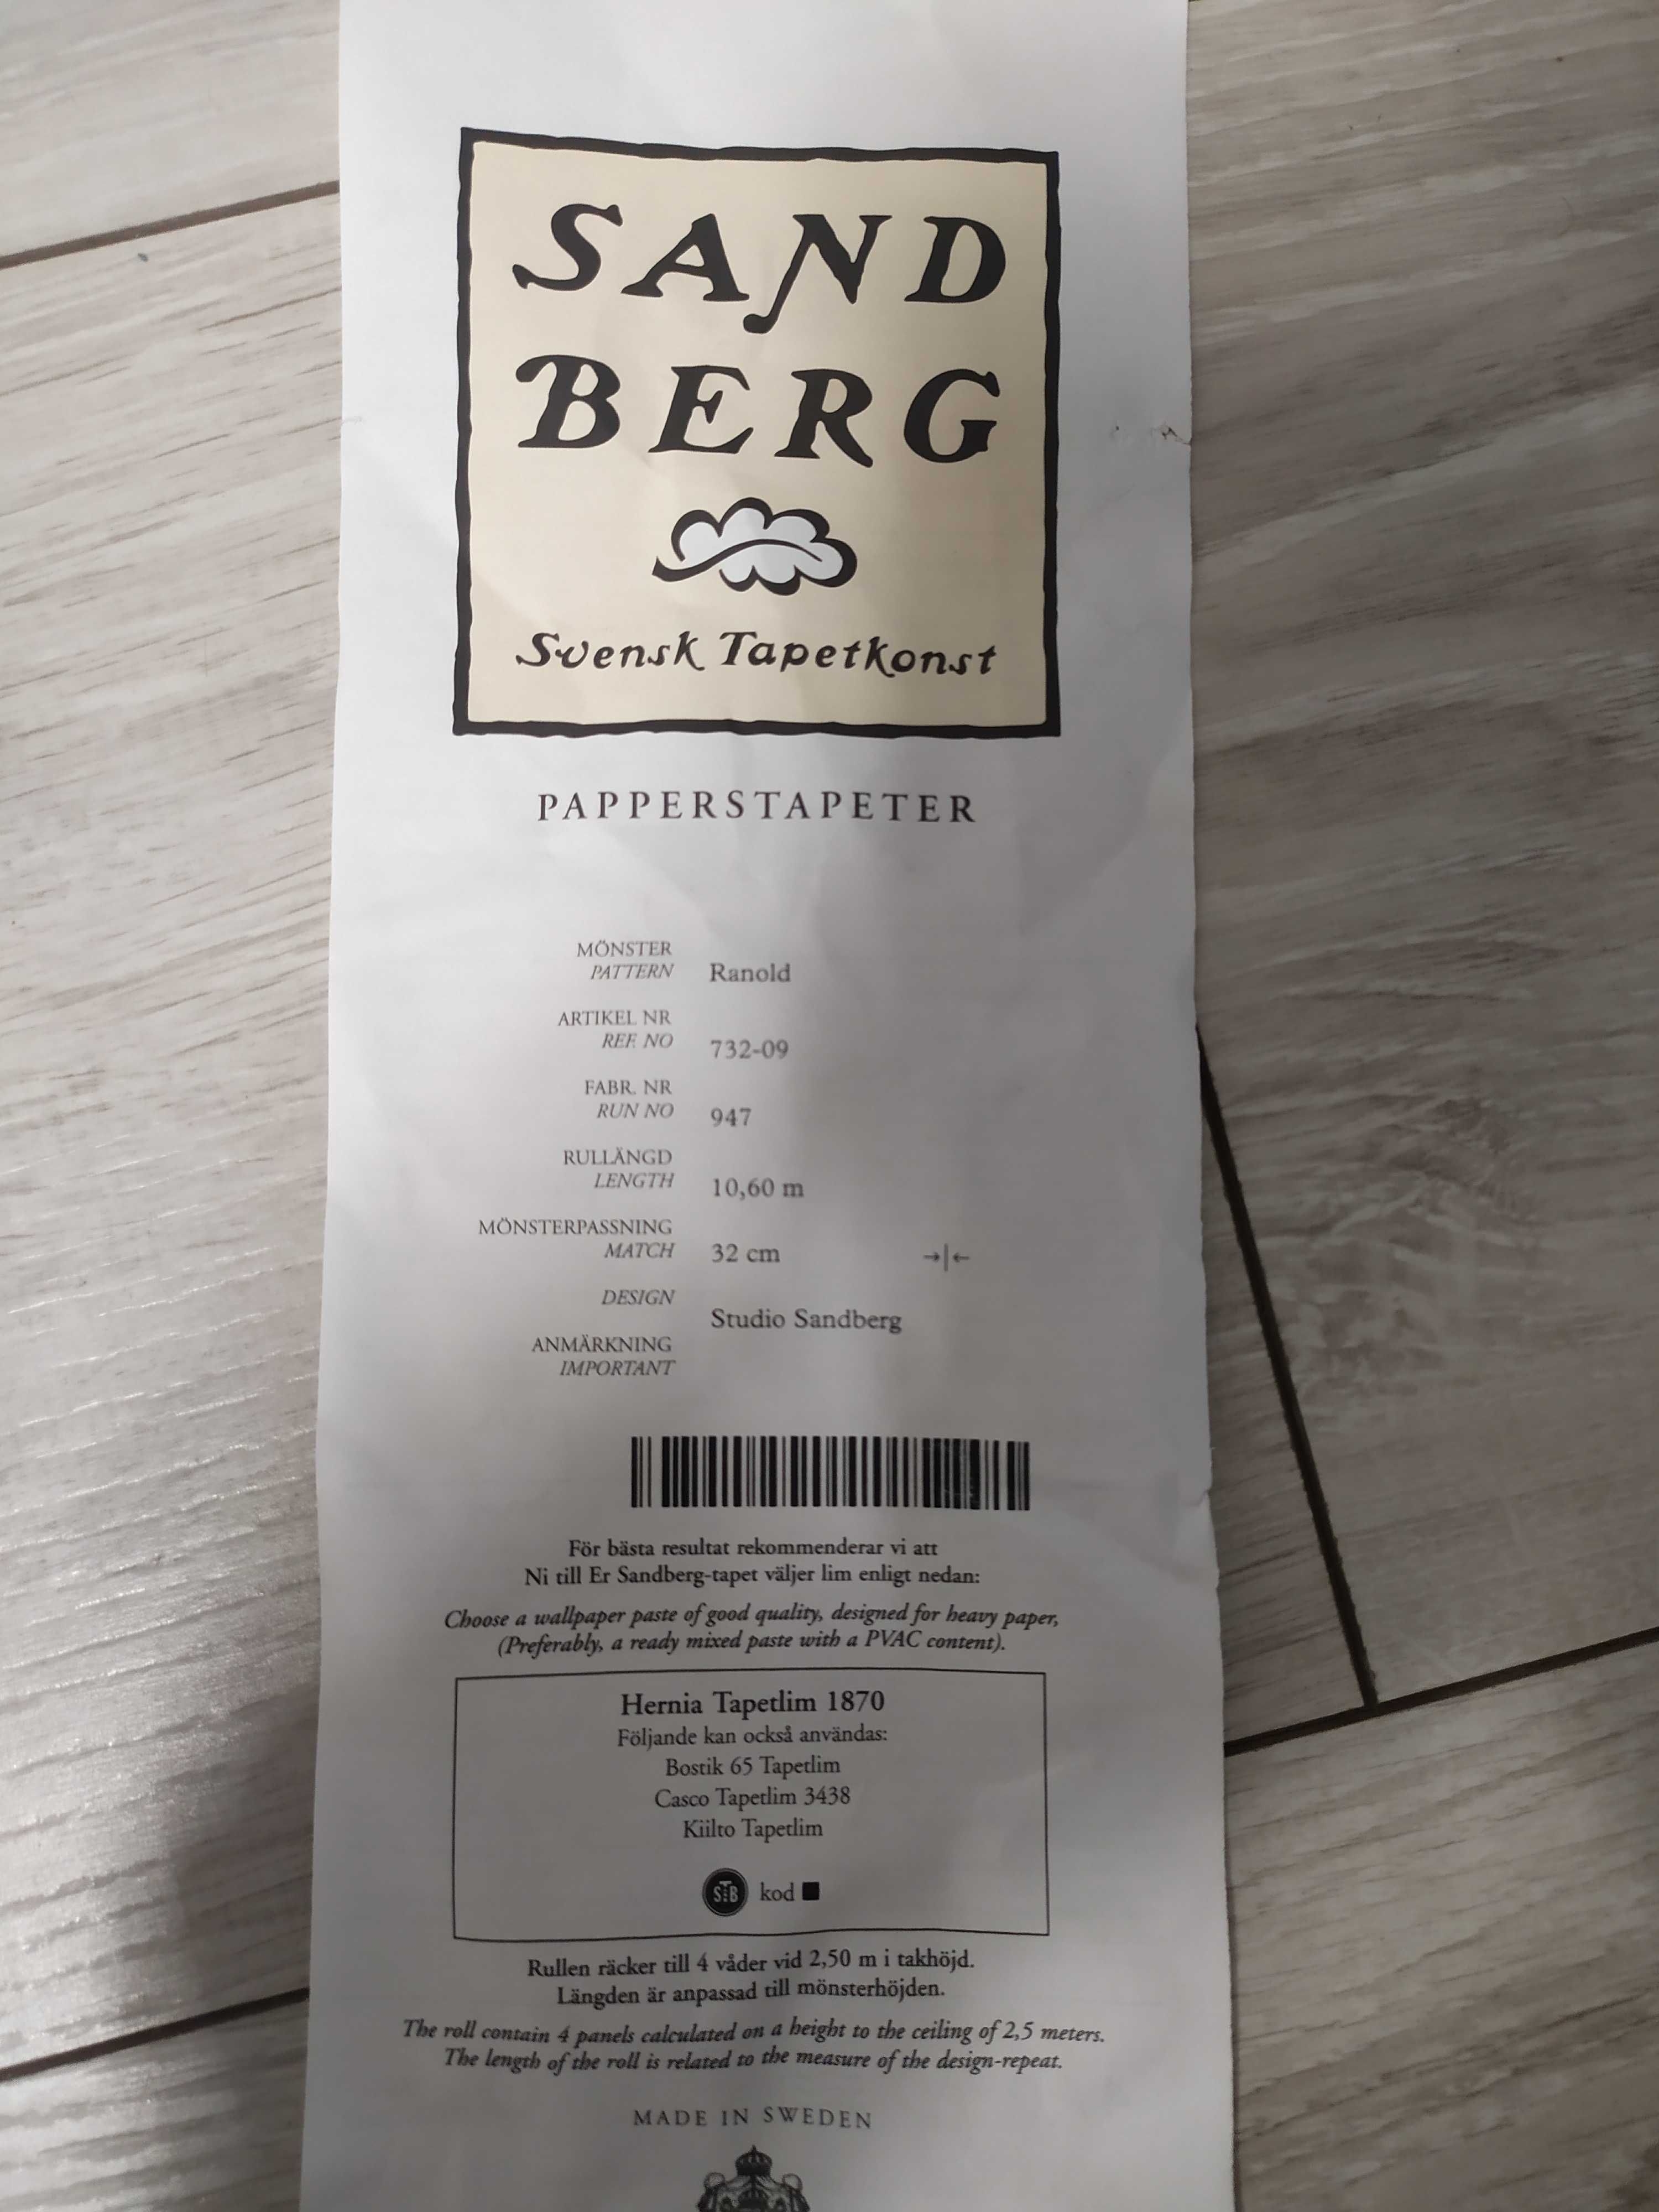 SAND
BERG
Svensk Tapetkonst
PAPPERSTAPETER
MÖNSTER
PATTERN Ranold
ARTIKEL NR
REF. NO 732-09
FABR. NR
RUN NO 947
RULLÄNGD
LENGTH 10,60 m
MÖNSTERPASSNING
MATCH 32 cm →|←
DESIGN
Studio Sandberg
ANMÄRKNING
IMPORTANT
För bästa resultat rekommenderar vi att
Ni till Er Sandberg-tapet väljer lim enligt nedan:
Choose a wallpaper paste of good quality, designed for heavy paper,
(Preferably, a ready mixed paste with a PVAC content).
Hernia Tapetlim 1870
Följande kan också användas:
Bostik 65 Tapetlim
Casco Tapetlim 3438
Kiilto Tapetlim
STB kod ■
Rullen räcker till 4 våder vid 2,50 m i takhöjd.
Längden är anpassad till mönsterhöjden.
The roll contain 4 panels calculated on a height to the ceiling of 2,5 meters.
The length of the roll is related to the measure of the design-repeat.
MADE IN SWEDEN